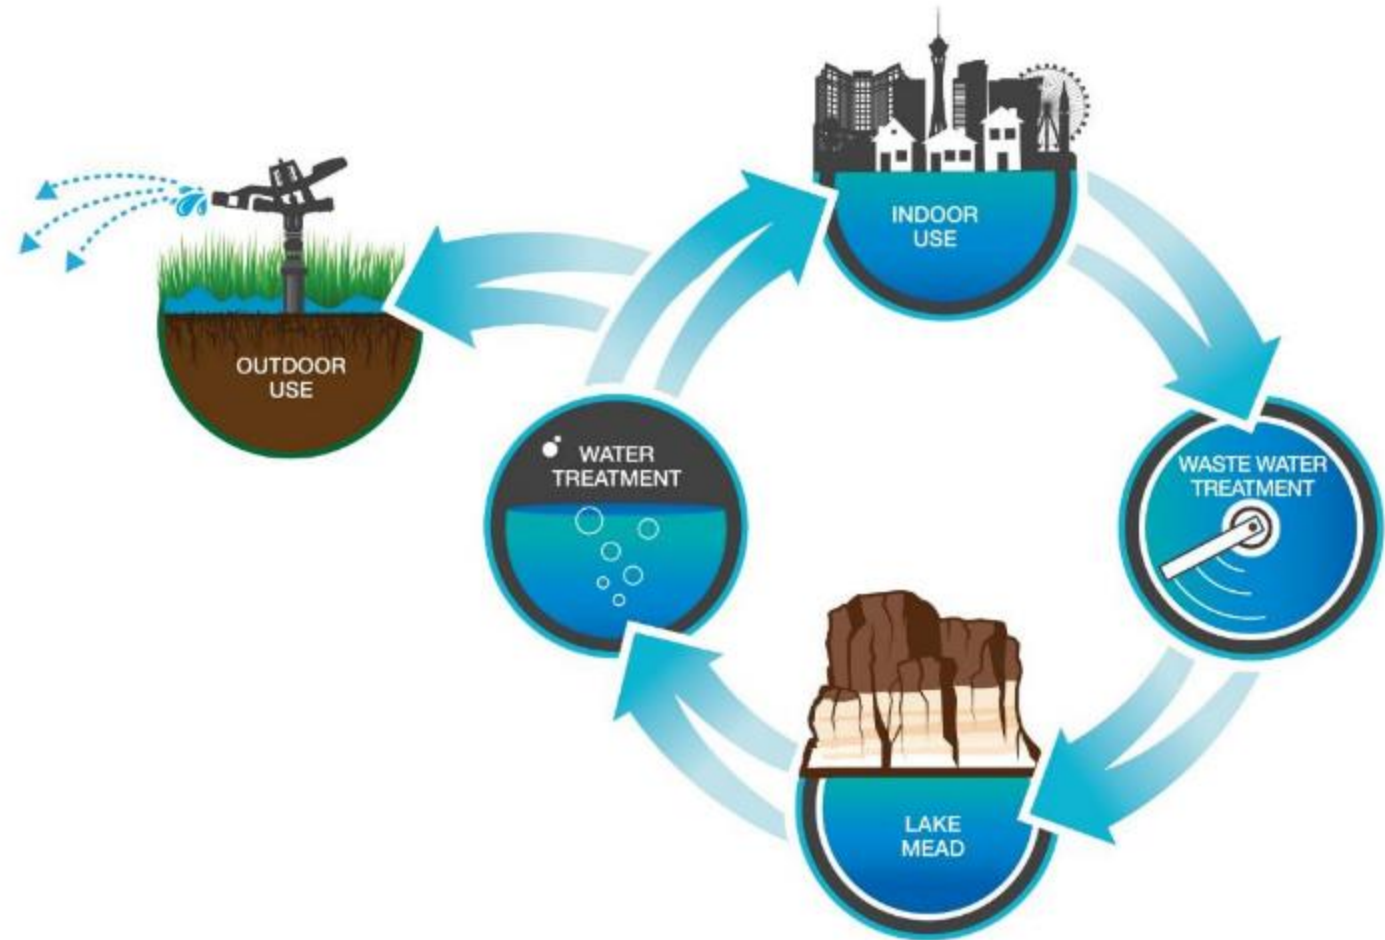 INDOOR
USE
OUTDOOR
USE
WATER
TREATMENT
WASTE WATER
TREATMENT
LAKE
MEAD